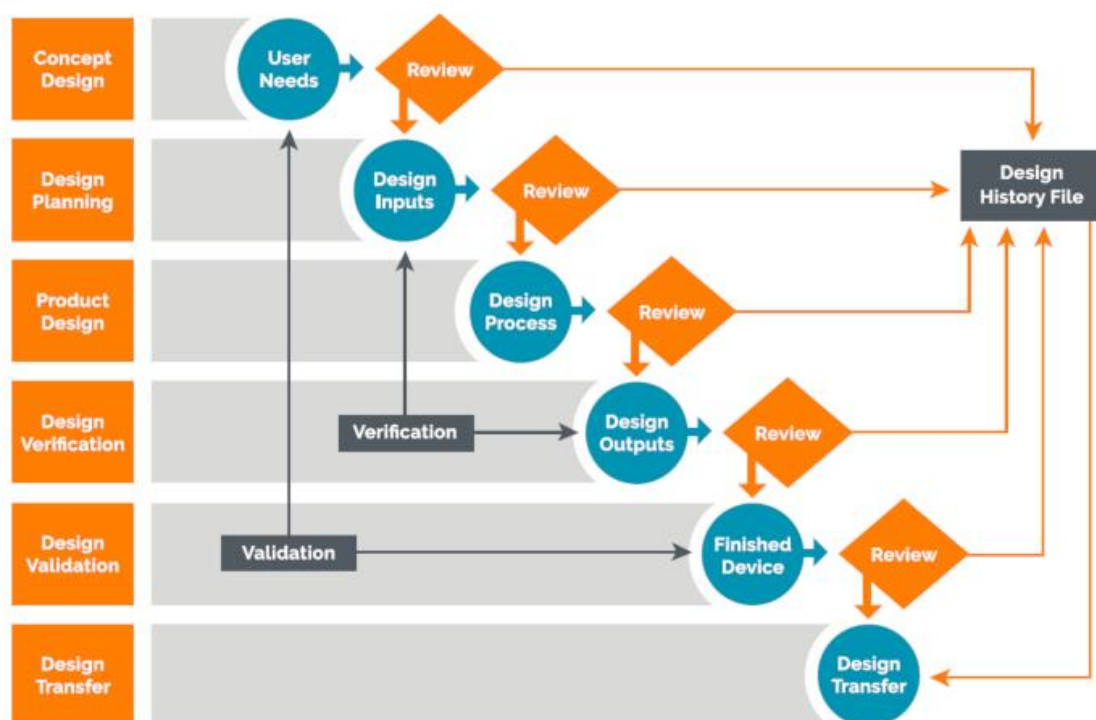 Concept
Design
User
Needs
Review
Design
Planning
Design
Inputs
Review
Design
History File
Product
Design
Design
Process
Review
Design
Verification
Verification
Design
Outputs
Review
Design
Validation
Validation
Finished
Device
Review
Design
Transfer
Design
Transfer